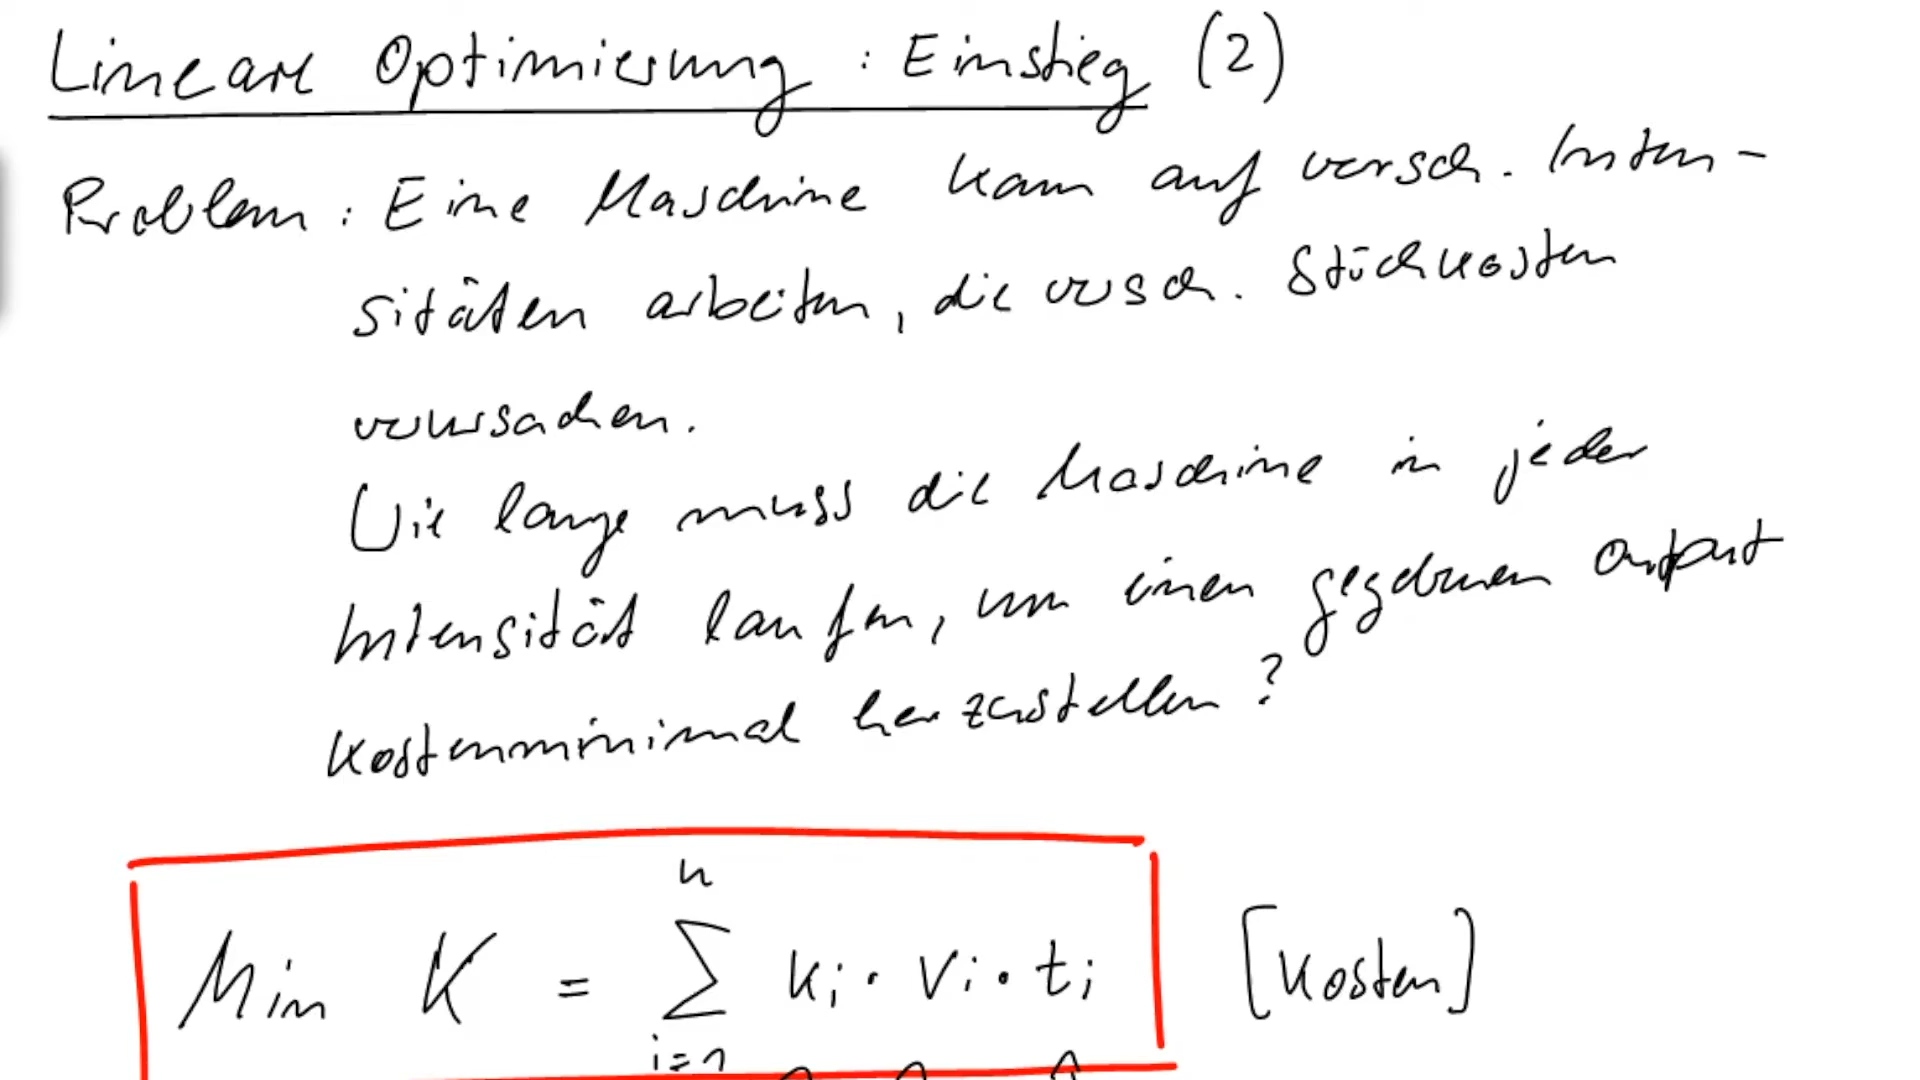 Lineare Optimierung : Einstieg (2)
Problem : Eine Maschine kann auf versch. Inten-
sitäten arbeiten, die versch. Stückkosten
verursachen.
Wie lange muss die Maschine in jeder
Intensität laufen, um einen gegebenen Output
kostenminimal herzustellen?
n
Min K = ∑ ki · vi · ti [Kosten]
i=1